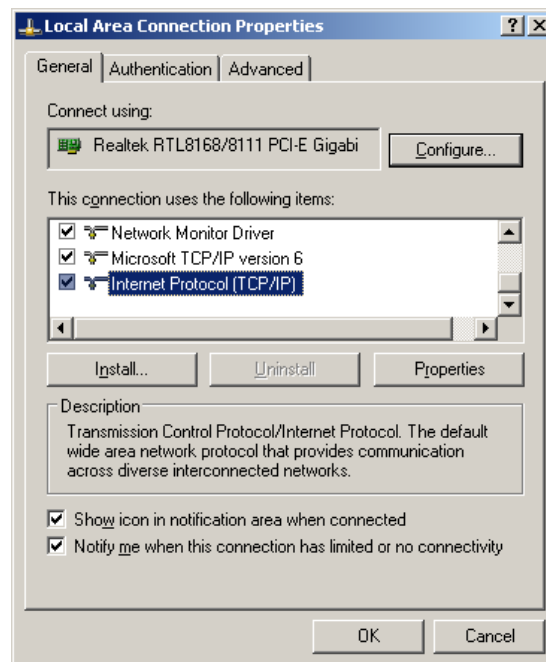 Local Area Connection Properties
General Authentication Advanced
Connect using:
Realtek RTL8168/8111 PCI-E Gigabi
Configure...
This connection uses the following items:
Network Monitor Driver
Microsoft TCP/IP version 6
Internet Protocol (TCP/IP)
Install... Uninstall Properties
Description
Transmission Control Protocol/Internet Protocol. The default
wide area network protocol that provides communication
across diverse interconnected networks.
Show icon in notification area when connected
Notify me when this connection has limited or no connectivity
OK Cancel